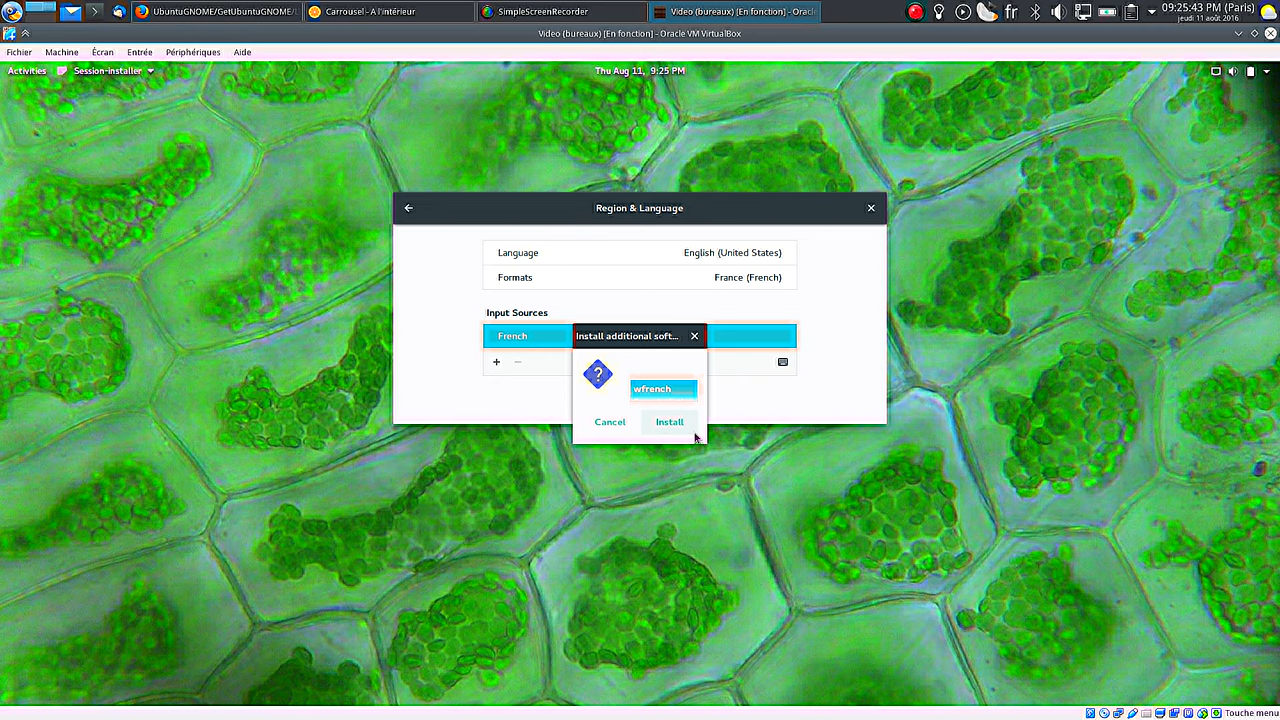 UbuntuGNOME/GetUbuntuGNOME/
Carrousel - À l'intérieur
SimpleScreenRecorder
Video (bureaux) [En fonction] - Oracl
fr
09:25:43 PM (Paris)
jeudi 11 août 2016
Video (bureaux) [En fonction] - Oracle VM VirtualBox
Fichier Machine Écran Entrée Périphériques Aide
Activities Session-installer
Thu Aug 11, 9:25 PM
Region & Language
Language English (United States)
Formats France (French)
Input Sources
French
Install additional soft...
wfrench
Cancel Install
Touche menu